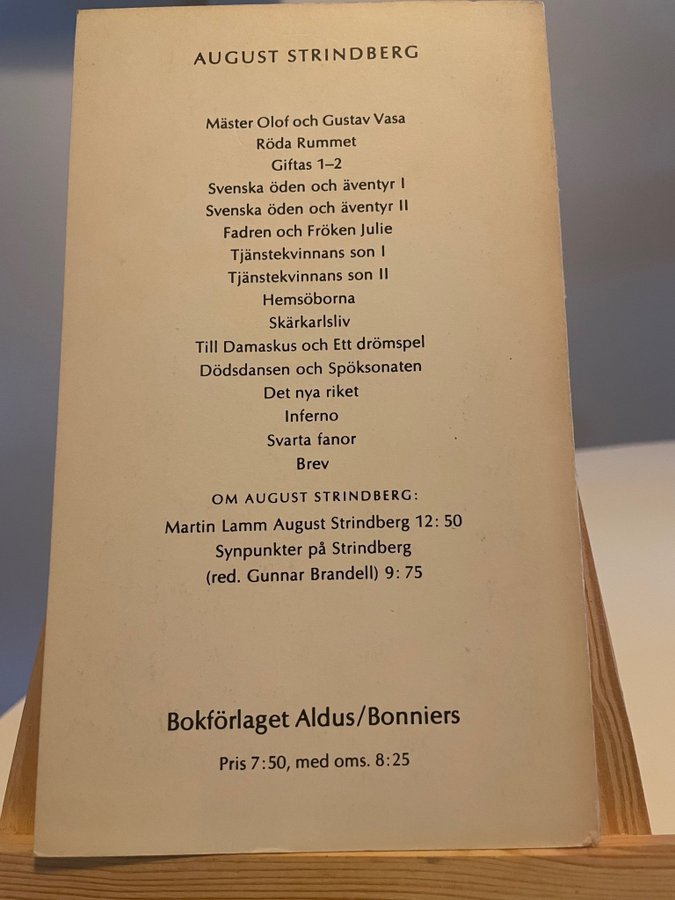 AUGUST STRINDBERG
Mäster Olof och Gustav Vasa
Röda Rummet
Giftas 1–2
Svenska öden och äventyr I
Svenska öden och äventyr II
Fadren och Fröken Julie
Tjänstekvinnans son I
Tjänstekvinnans son II
Hemsöborna
Skärkarlsliv
Till Damaskus och Ett drömspel
Dödsdansen och Spöksonaten
Det nya riket
Inferno
Svarta fanor
Brev
OM AUGUST STRINDBERG:
Martin Lamm August Strindberg 12: 50
Synpunkter på Strindberg
(red. Gunnar Brandell) 9: 75
Bokförlaget Aldus/Bonniers
Pris 7:50, med oms. 8:25